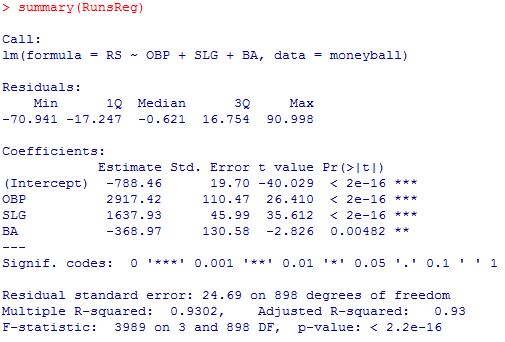 > summary(RunsReg)
Call:
lm(formula = RS ~ OBP + SLG + BA, data = moneyball)
Residuals:
    Min      1Q  Median      3Q     Max
-70.941 -17.247  -0.621  16.754  90.998
Coefficients:
            Estimate Std. Error t value Pr(>|t|)
(Intercept)  -788.46      19.70 -40.029  < 2e-16 ***
OBP          2917.42     110.47  26.410  < 2e-16 ***
SLG          1637.93      45.99  35.612  < 2e-16 ***
BA           -368.97     130.58  -2.826  0.00482 **
---
Signif. codes:  0 '***' 0.001 '**' 0.01 '*' 0.05 '.' 0.1 ' ' 1
Residual standard error: 24.69 on 898 degrees of freedom
Multiple R-squared:  0.9302,    Adjusted R-squared:   0.93
F-statistic:  3989 on 3 and 898 DF,  p-value: < 2.2e-16